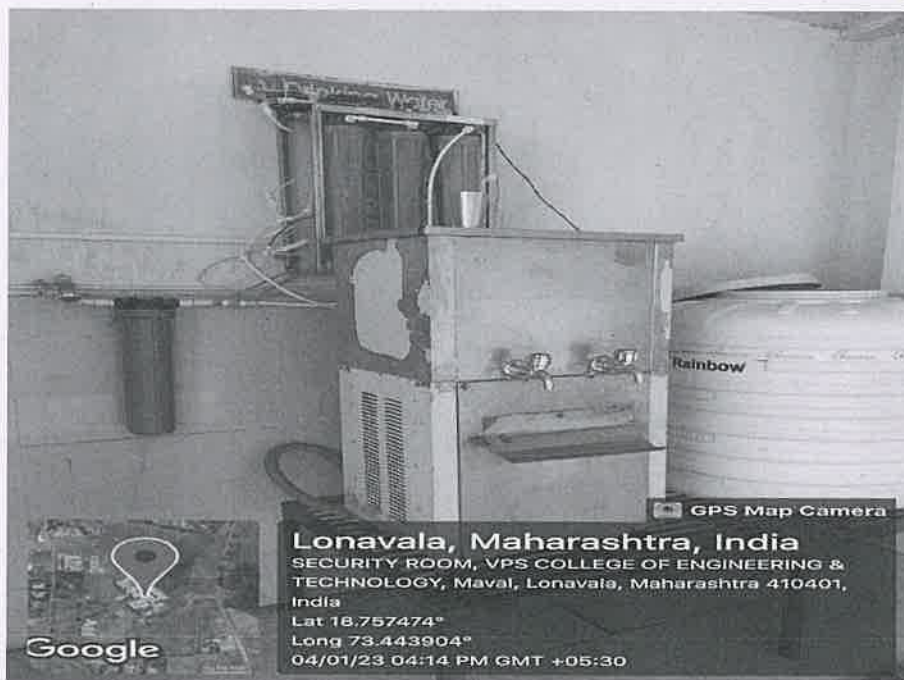 Drinking Water
Rainbow
GPS Map Camera
Lonavala, Maharashtra, India
SECURITY ROOM, VPS COLLEGE OF ENGINEERING &
TECHNOLOGY, Maval, Lonavala, Maharashtra 410401,
India
Lat 18.757474°
Long 73.443904°
04/01/23 04:14 PM GMT +05:30
Google